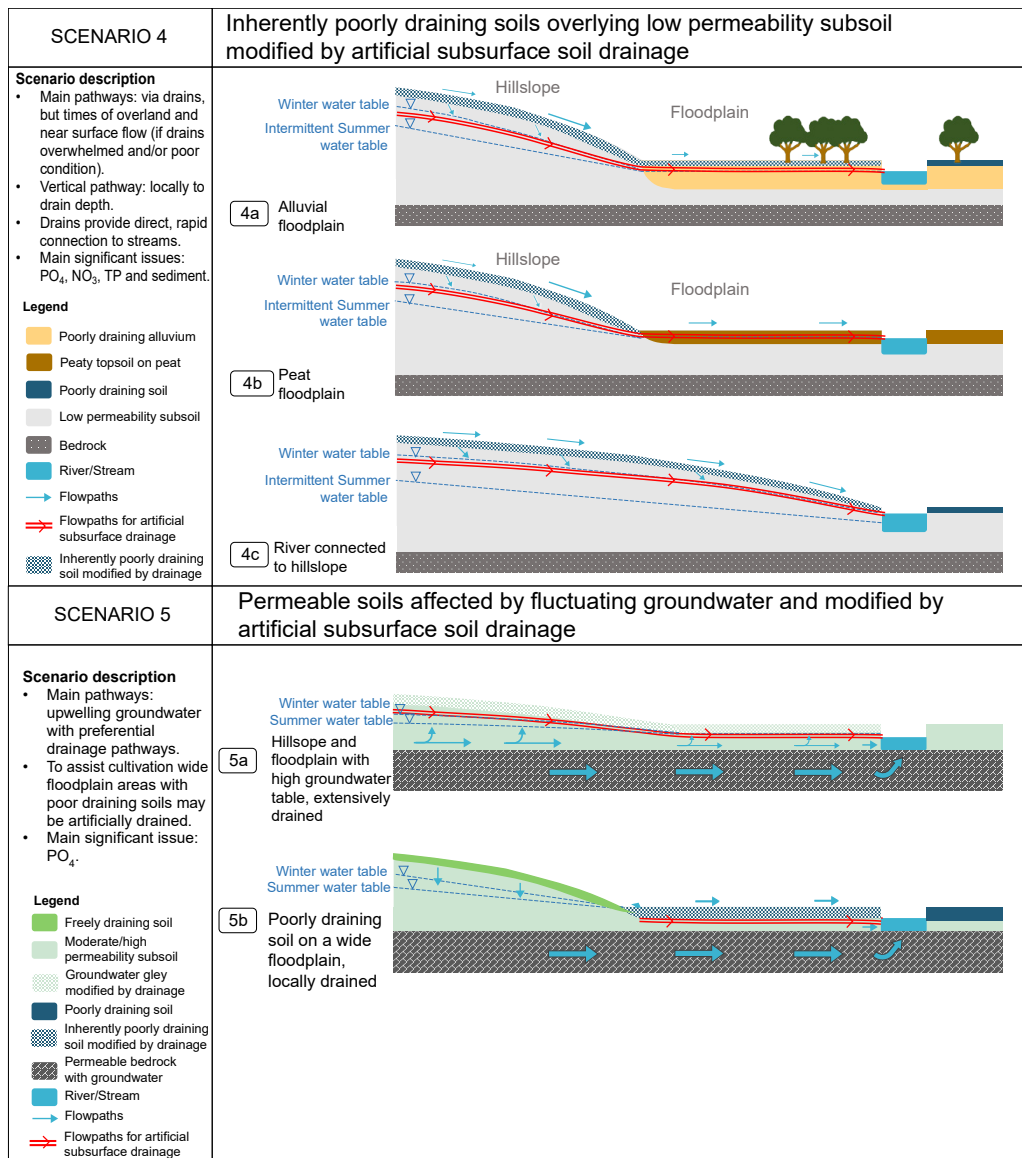 SCENARIO 4
Inherently poorly draining soils overlying low permeability subsoil
modified by artificial subsurface soil drainage
Scenario description
• Main pathways: via drains,
but times of overland and
near surface flow (if drains
overwhelmed and/or poor
condition).
• Vertical pathway: locally to
drain depth.
• Drains provide direct, rapid
connection to streams.
• Main significant issues:
PO₄, NO₃, TP and sediment.
Legend
Poorly draining alluvium
Peaty topsoil on peat
Poorly draining soil
Low permeability subsoil
Bedrock
River/Stream
Flowpaths
Flowpaths for artificial
subsurface drainage
Inherently poorly draining
soil modified by drainage
Hillslope
Floodplain
Winter water table
Intermittent Summer
water table
4a
Alluvial
floodplain
Hillslope
Floodplain
Winter water table
Intermittent Summer
water table
4b
Peat
floodplain
Winter water table
Intermittent Summer
water table
4c
River connected
to hillslope
SCENARIO 5
Permeable soils affected by fluctuating groundwater and modified by
artificial subsurface soil drainage
Scenario description
• Main pathways:
upwelling groundwater
with preferential
drainage pathways.
• To assist cultivation wide
floodplain areas with
poor draining soils may
be artificially drained.
• Main significant issue:
PO₄.
Legend
Freely draining soil
Moderate/high
permeability subsoil
Groundwater gley
modified by drainage
Poorly draining soil
Inherently poorly draining
soil modified by drainage
Permeable bedrock
with groundwater
River/Stream
Flowpaths
Flowpaths for artificial
subsurface drainage
Winter water table
Summer water table
5a
Hillsope and
floodplain with
high groundwater
table, extensively
drained
Winter water table
Summer water table
5b
Poorly draining
soil on a wide
floodplain,
locally drained